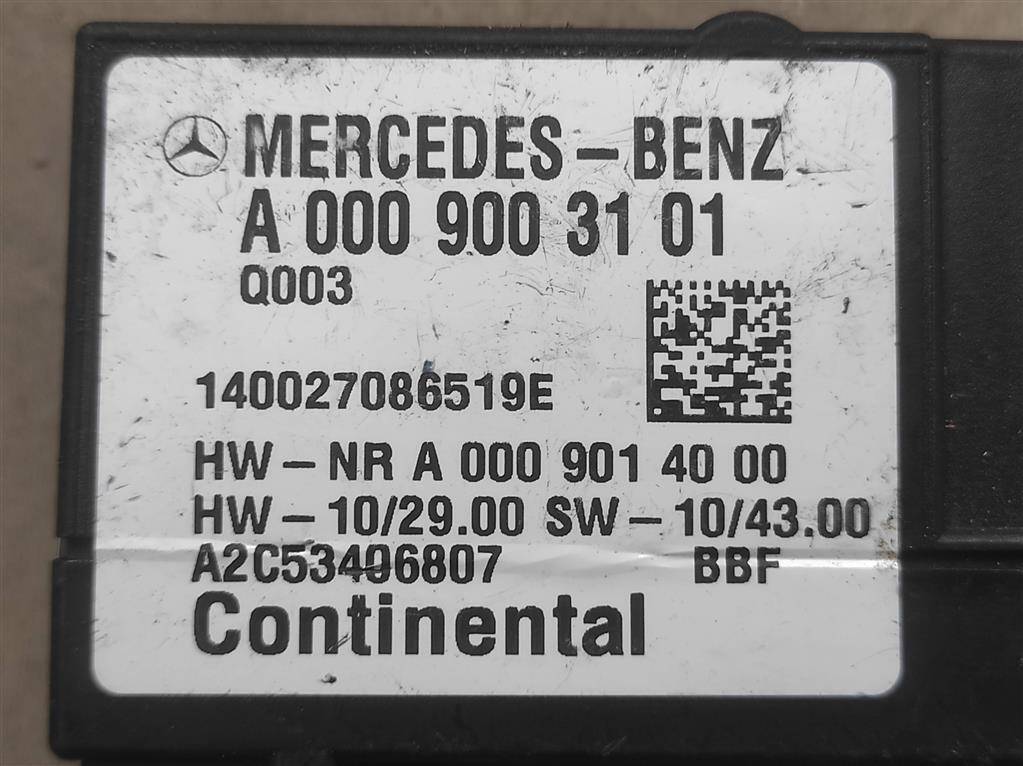 MERCEDES-BENZ
A 000 900 31 01
Q003
140027086519E
HW-NR A 000 901 40 00
HW-10/29.00 SW-10/43.00
A2C53406807 BBF
Continental